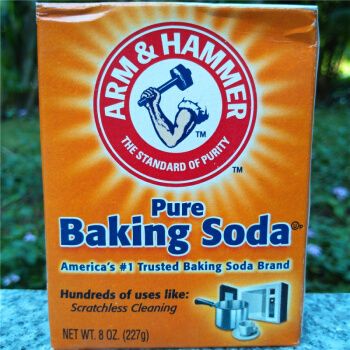 ARM & HAMMER
™
THE STANDARD OF PURITY
™
Pure
Baking Soda
America's #1 Trusted Baking Soda Brand
Hundreds of uses like:
Scratchless Cleaning
NET WT. 8 OZ. (227g)